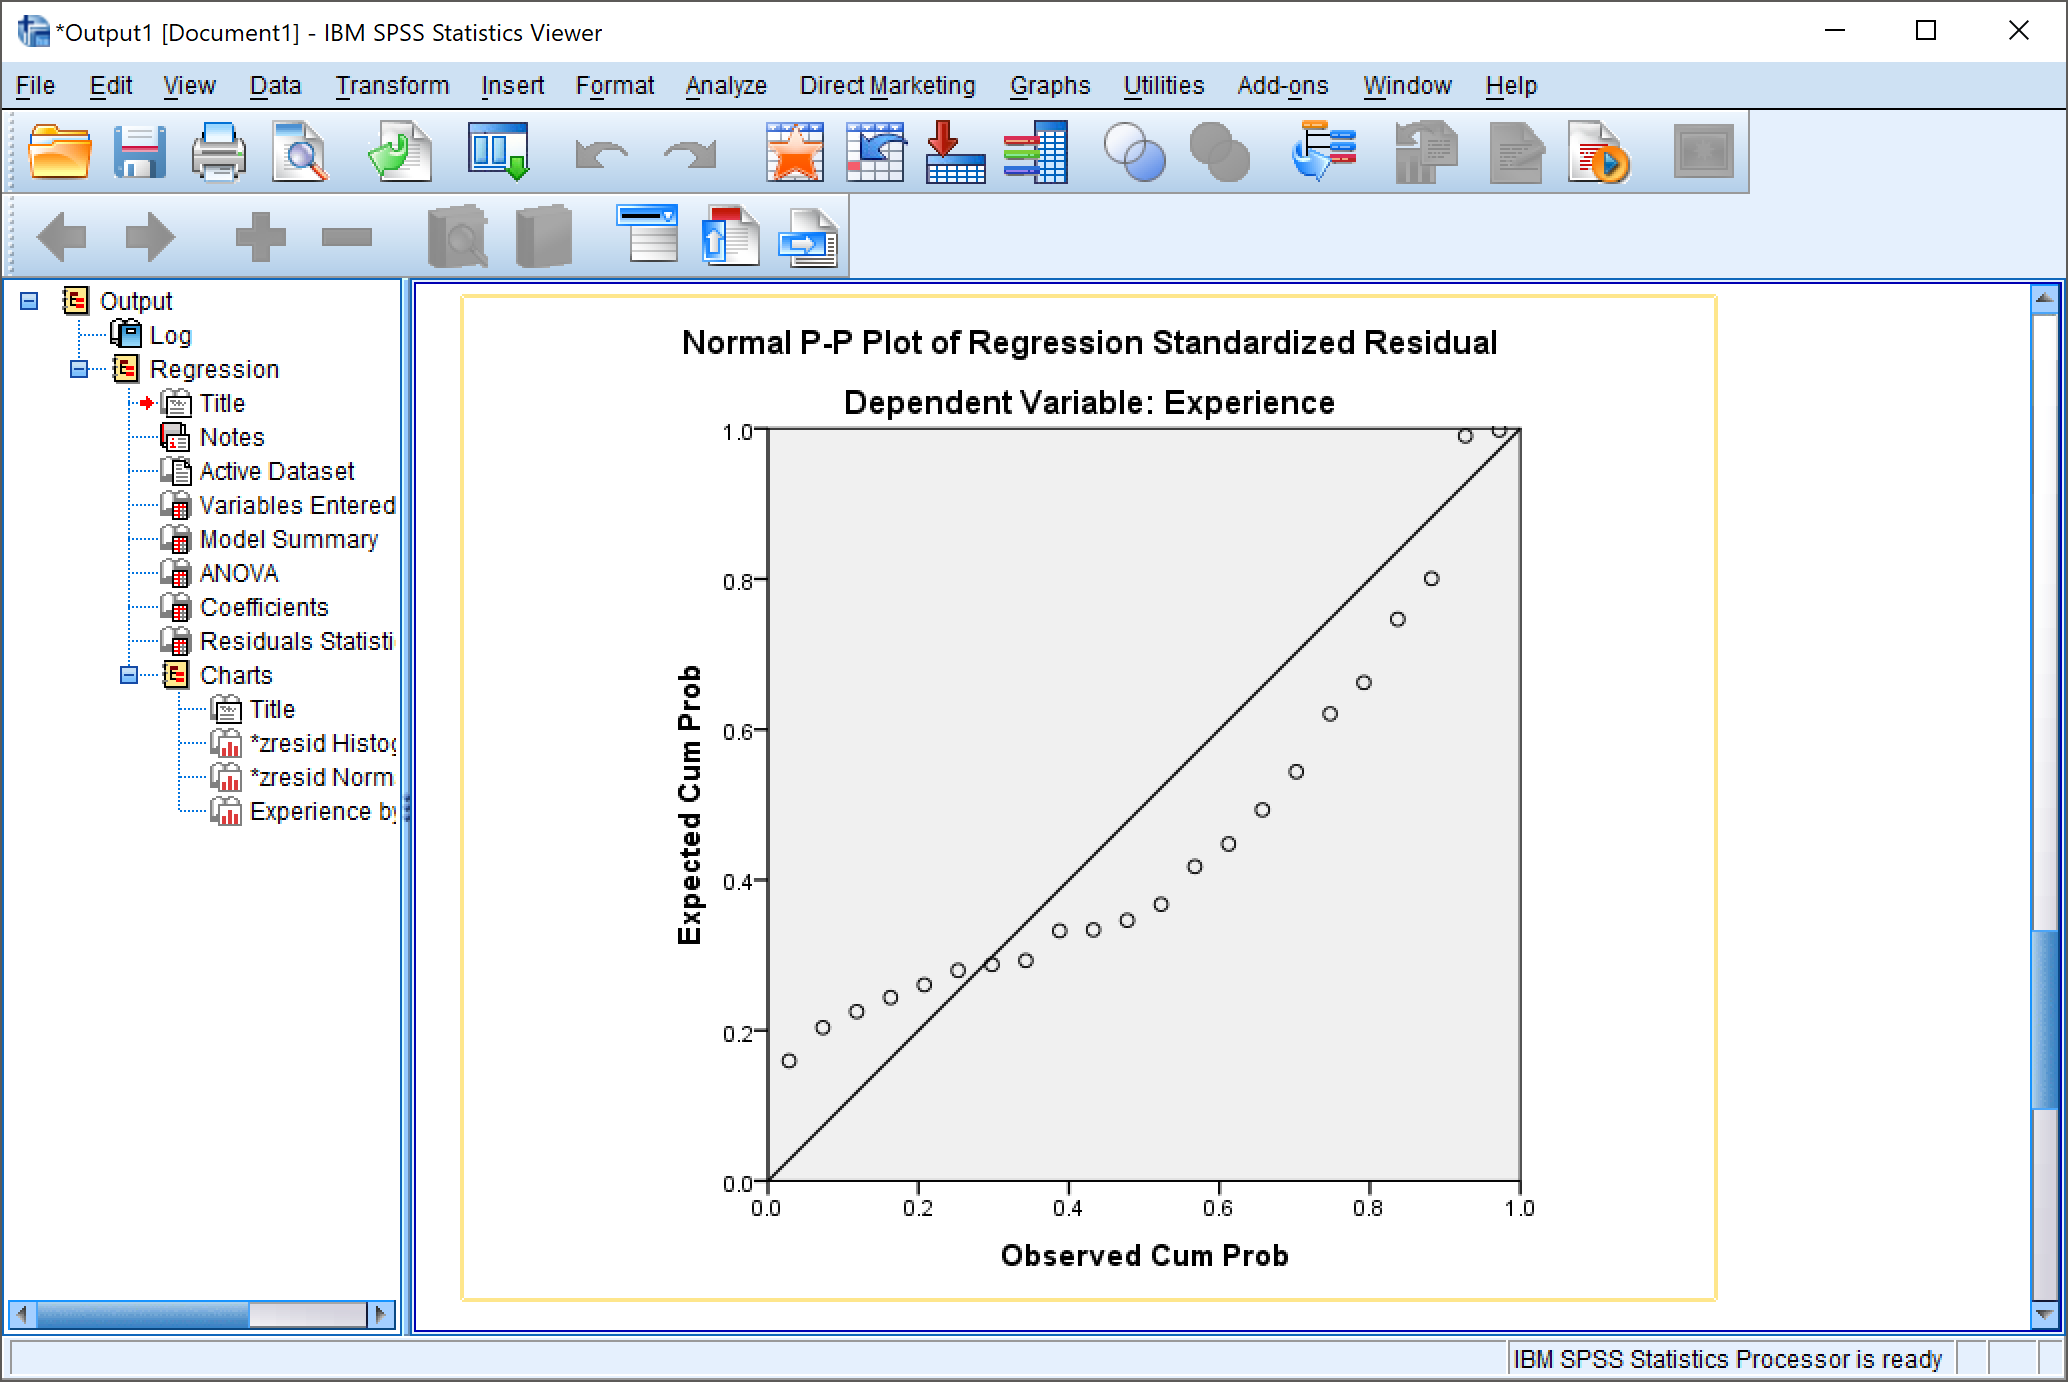 *Output1 [Document1] - IBM SPSS Statistics Viewer
File Edit View Data Transform Insert Format Analyze Direct Marketing Graphs Utilities Add-ons Window Help
Output
Log
Regression
Title
Notes
Active Dataset
Variables Entered
Model Summary
ANOVA
Coefficients
Residuals Statisti
Charts
Title
*zresid Histog
*zresid Norm
Experience by
Normal P-P Plot of Regression Standardized Residual
Dependent Variable: Experience
Expected Cum Prob
1.0
0.8
0.6
0.4
0.2
0.0
0.0 0.2 0.4 0.6 0.8 1.0
Observed Cum Prob
IBM SPSS Statistics Processor is ready